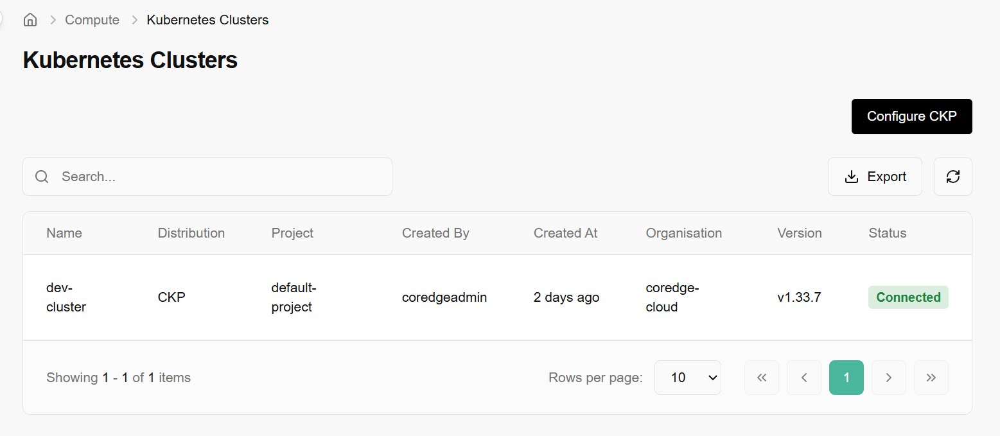 Compute Kubernetes Clusters
Kubernetes Clusters
Configure CKP
Search...
Export
Name Distribution Project Created By Created At Organisation Version Status
dev-
cluster
CKP
default-
project
coredgeadmin
2 days ago
coredge-
cloud
v1.33.7
Connected
Showing 1 - 1 of 1 items
Rows per page: 10
1